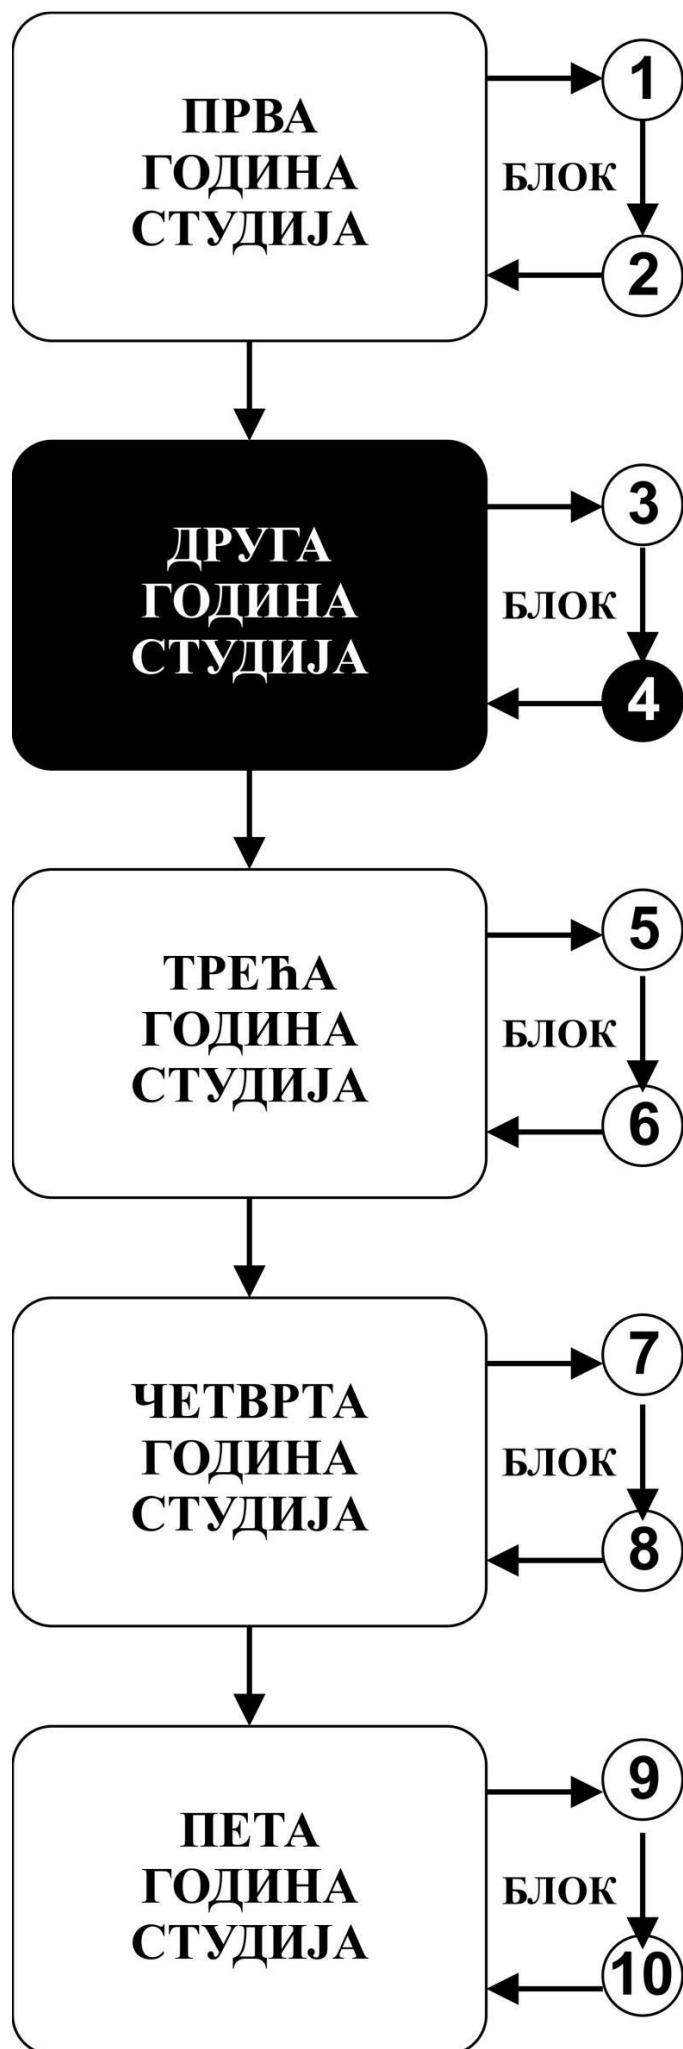 ПРВА
ГОДИНА
СТУДИЈА
1
БЛОК
2
ДРУГА
ГОДИНА
СТУДИЈА
3
БЛОК
4
ТРЕЋА
ГОДИНА
СТУДИЈА
5
БЛОК
6
ЧЕТВРТА
ГОДИНА
СТУДИЈА
7
БЛОК
8
ПЕТА
ГОДИНА
СТУДИЈА
9
БЛОК
10